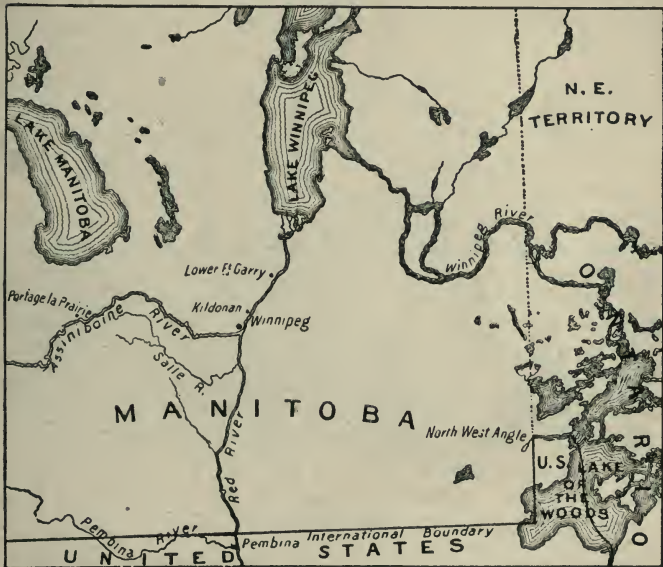 N. E.
TERRITORY
LAKE MANITOBA
LAKE WINNIPEG
Winnipeg River
Lower Ft Garry
Portage la Prairie
Kildonan
Winnipeg
Assiniboine River
Salle R.
MANITOBA
ONTARIO
North West Angle
Red River
U.S.
LAKE
OF
THE
WOODS
Pembina River
Pembina
International Boundary
UNITED STATES